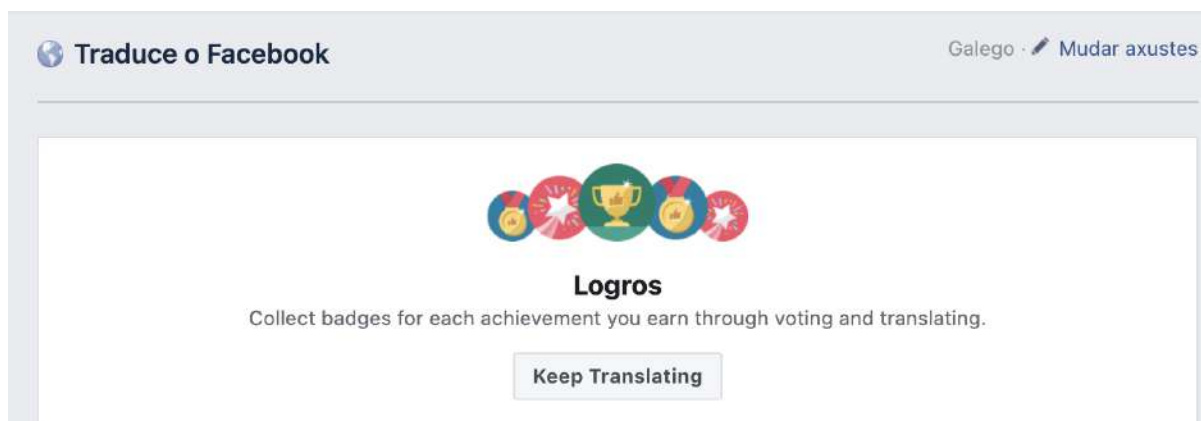 Traduce o Facebook
Galego · Mudar axustes
Logros
Collect badges for each achievement you earn through voting and translating.
Keep Translating